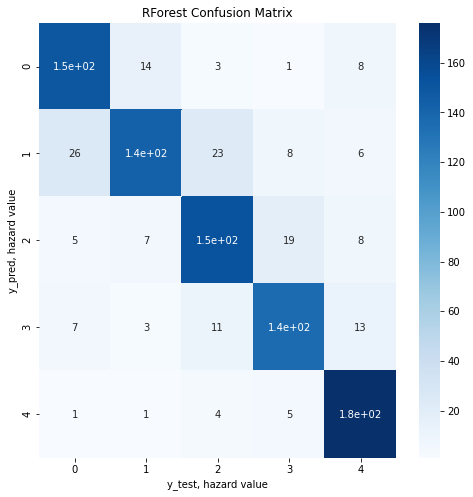 RForest Confusion Matrix
0 1.5e+02 14 3 1 8
1 26 1.4e+02 23 8 6
2 5 7 1.5e+02 19 8
3 7 3 11 1.4e+02 13
4 1 1 4 5 1.8e+02
0 1 2 3 4
y_test, hazard value
y_pred, hazard value
160
140
120
100
80
60
40
20